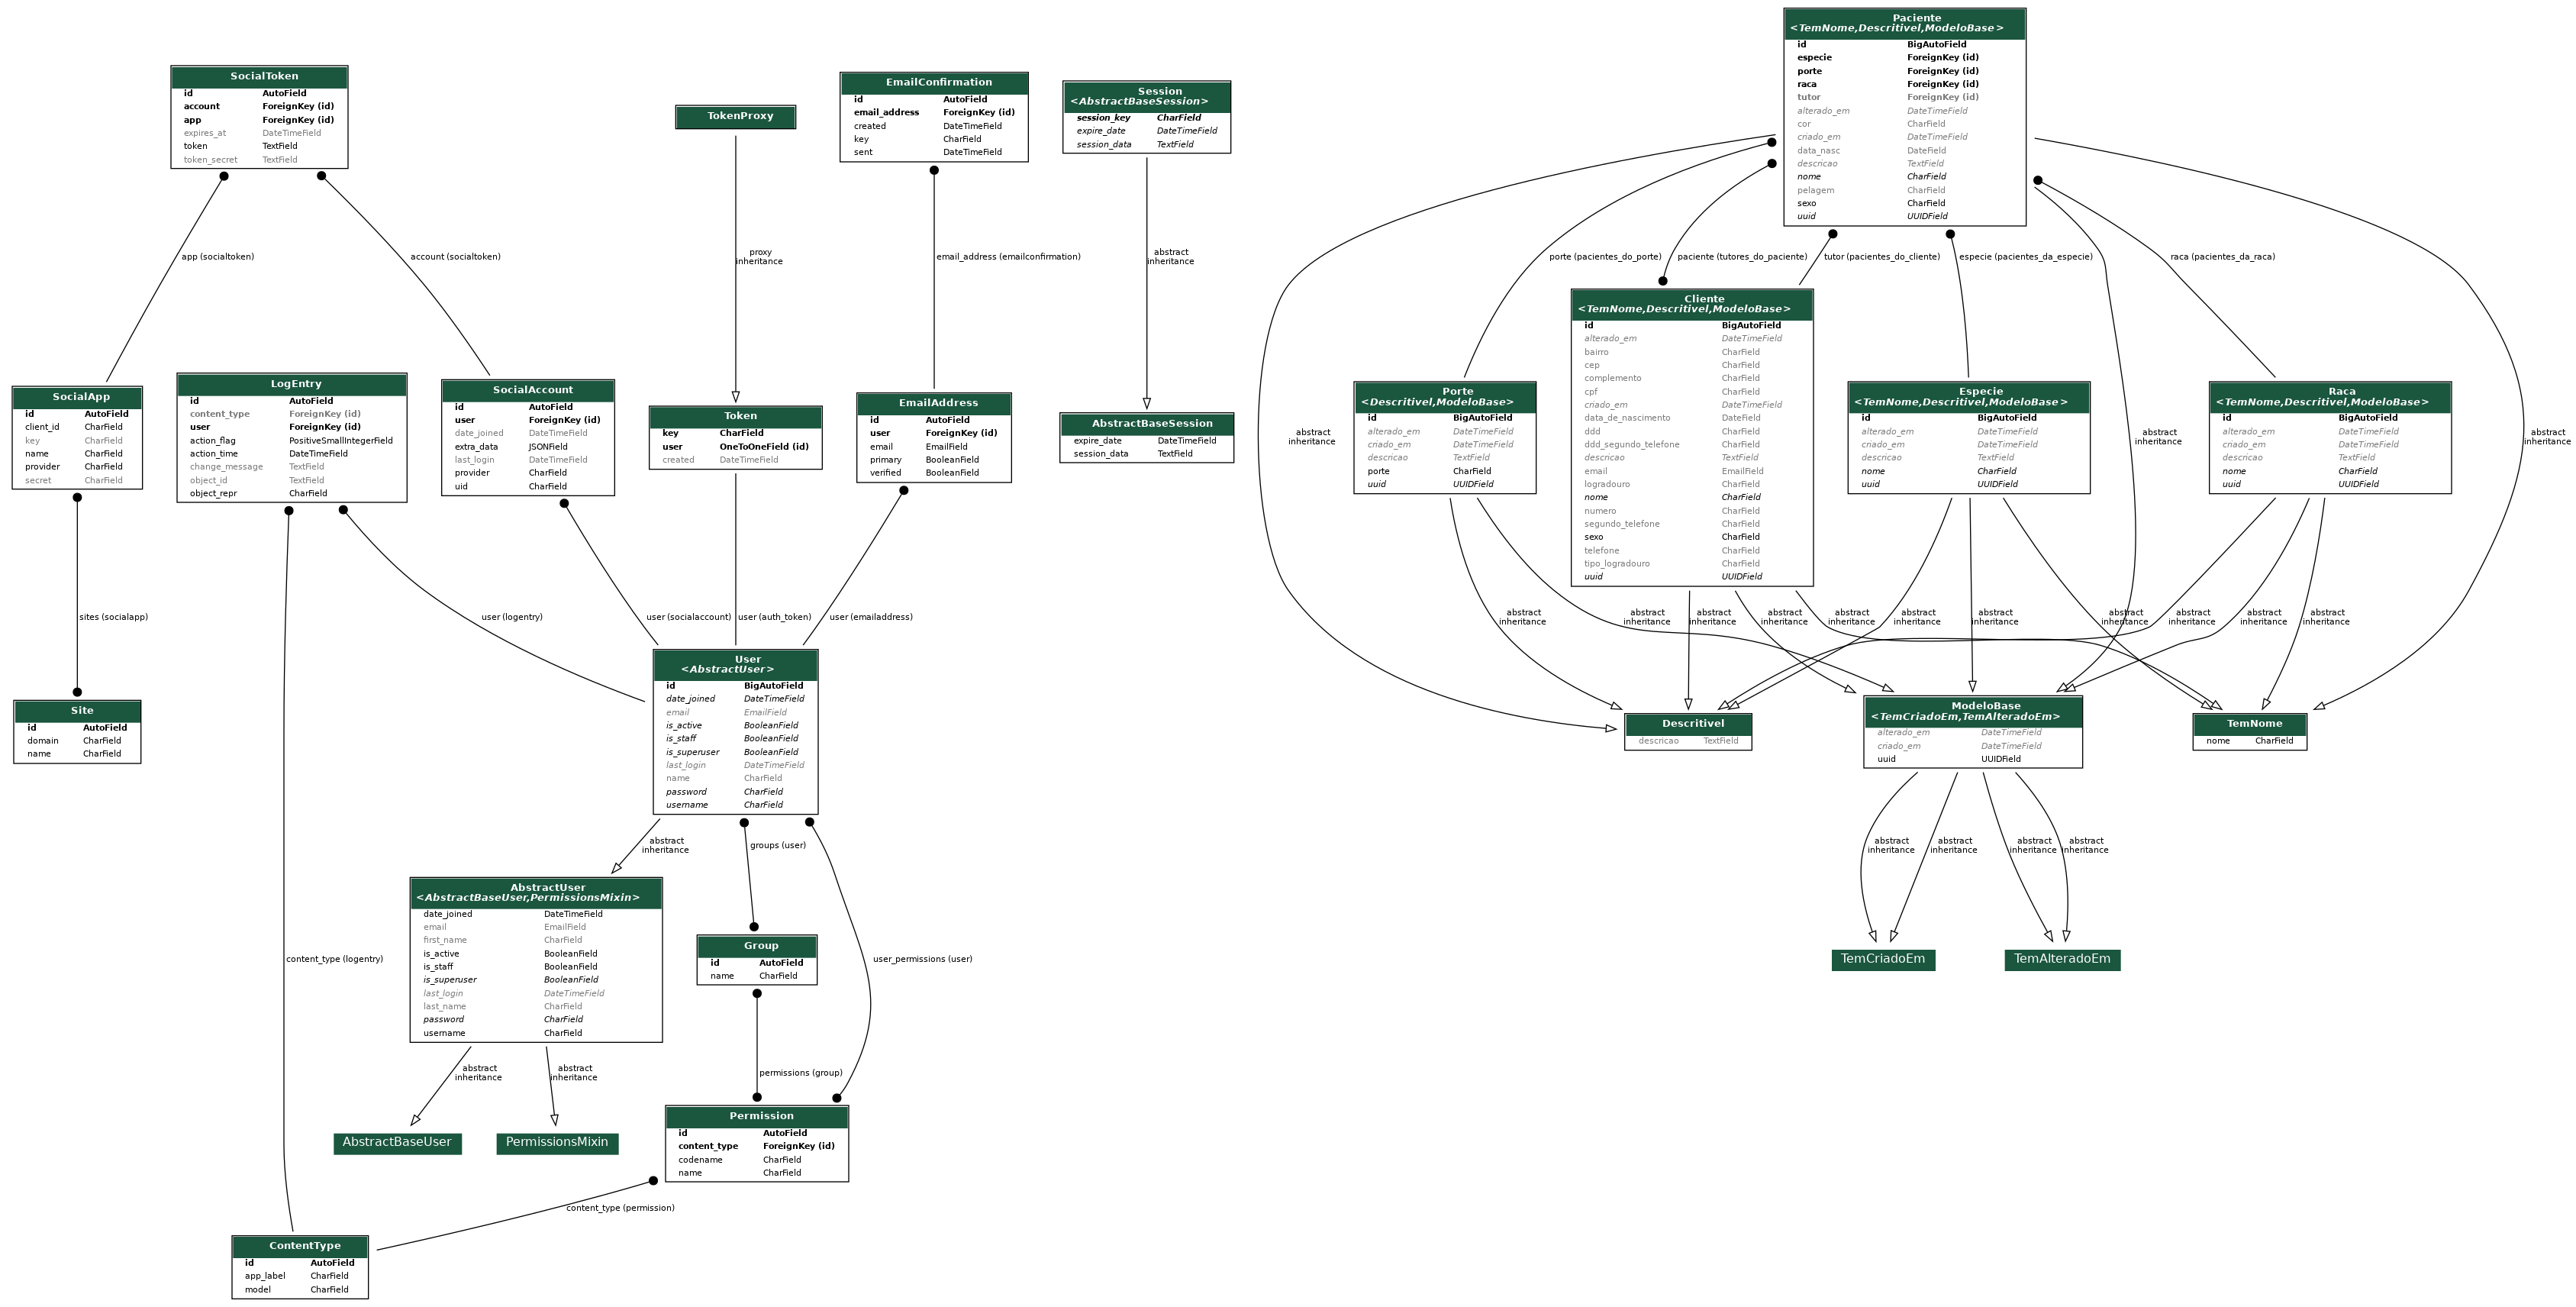 SocialToken
id AutoField
account ForeignKey (id)
app ForeignKey (id)
expires_at DateTimeField
token TextField
token_secret TextField
TokenProxy
EmailConfirmation
id AutoField
email_address ForeignKey (id)
created DateTimeField
key CharField
sent DateTimeField
Session
<AbstractBaseSession>
session_key CharField
expire_date DateTimeField
session_data TextField
Paciente
<TemNome,Descritivel,ModeloBase>
id BigAutoField
especie ForeignKey (id)
porte ForeignKey (id)
raca ForeignKey (id)
tutor ForeignKey (id)
alterado_em DateTimeField
cor CharField
criado_em DateTimeField
data_nasc DateField
descricao TextField
nome CharField
pelagem CharField
sexo CharField
uuid UUIDField
app (socialtoken)
account (socialtoken)
proxy
inheritance
email_address (emailconfirmation)
abstract
inheritance
porte (pacientes_do_porte)
paciente (tutores_do_paciente)
tutor (pacientes_do_cliente)
especie (pacientes_da_especie)
raca (pacientes_da_raca)
SocialApp
id AutoField
client_id CharField
key CharField
name CharField
provider CharField
secret CharField
LogEntry
id AutoField
content_type ForeignKey (id)
user ForeignKey (id)
action_flag PositiveSmallIntegerField
action_time DateTimeField
change_message TextField
object_id TextField
object_repr CharField
SocialAccount
id AutoField
user ForeignKey (id)
date_joined DateTimeField
extra_data JSONField
last_login DateTimeField
provider CharField
uid CharField
Token
key CharField
user OneToOneField (id)
created DateTimeField
EmailAddress
id AutoField
user ForeignKey (id)
email EmailField
primary BooleanField
verified BooleanField
AbstractBaseSession
expire_date DateTimeField
session_data TextField
abstract
inheritance
Porte
<Descritivel,ModeloBase>
id BigAutoField
alterado_em DateTimeField
criado_em DateTimeField
descricao TextField
porte CharField
uuid UUIDField
Cliente
<TemNome,Descritivel,ModeloBase>
id BigAutoField
alterado_em DateTimeField
bairro CharField
cep CharField
complemento CharField
cpf CharField
criado_em DateTimeField
data_de_nascimento DateField
ddd CharField
ddd_segundo_telefone CharField
descricao TextField
email EmailField
logradouro CharField
nome CharField
numero CharField
segundo_telefone CharField
sexo CharField
telefone CharField
tipo_logradouro CharField
uuid UUIDField
Especie
<TemNome,Descritivel,ModeloBase>
id BigAutoField
alterado_em DateTimeField
criado_em DateTimeField
descricao TextField
nome CharField
uuid UUIDField
abstract
inheritance
Raca
<TemNome,Descritivel,ModeloBase>
id BigAutoField
alterado_em DateTimeField
criado_em DateTimeField
descricao TextField
nome CharField
uuid UUIDField
abstract
inheritance
sites (socialapp)
user (logentry)
user (socialaccount)
user (auth_token)
user (emailaddress)
abstract
inheritance
abstract
inheritance
abstract
inheritance
abstract
inheritance
abstract
inheritance
abstract
inheritance
abstract
inheritance
abstract
inheritance
abstract
inheritance
abstract
inheritance
abstract
inheritance
Site
id AutoField
domain CharField
name CharField
User
<AbstractUser>
id BigAutoField
date_joined DateTimeField
email EmailField
is_active BooleanField
is_staff BooleanField
is_superuser BooleanField
last_login DateTimeField
name CharField
password CharField
username CharField
Descritivel
descricao TextField
ModeloBase
<TemCriadoEm,TemAlteradoEm>
alterado_em DateTimeField
criado_em DateTimeField
uuid UUIDField
TemNome
nome CharField
abstract
inheritance
groups (user)
abstract
inheritance
abstract
inheritance
abstract
inheritance
abstract
inheritance
AbstractUser
<AbstractBaseUser,PermissionsMixin>
date_joined DateTimeField
email EmailField
first_name CharField
is_active BooleanField
is_staff BooleanField
is_superuser BooleanField
last_login DateTimeField
last_name CharField
password CharField
username CharField
Group
id AutoField
name CharField
content_type (logentry)
user_permissions (user)
TemCriadoEm
TemAlteradoEm
abstract
inheritance
abstract
inheritance
permissions (group)
AbstractBaseUser
PermissionsMixin
Permission
id AutoField
content_type ForeignKey (id)
codename CharField
name CharField
content_type (permission)
ContentType
id AutoField
app_label CharField
model CharField